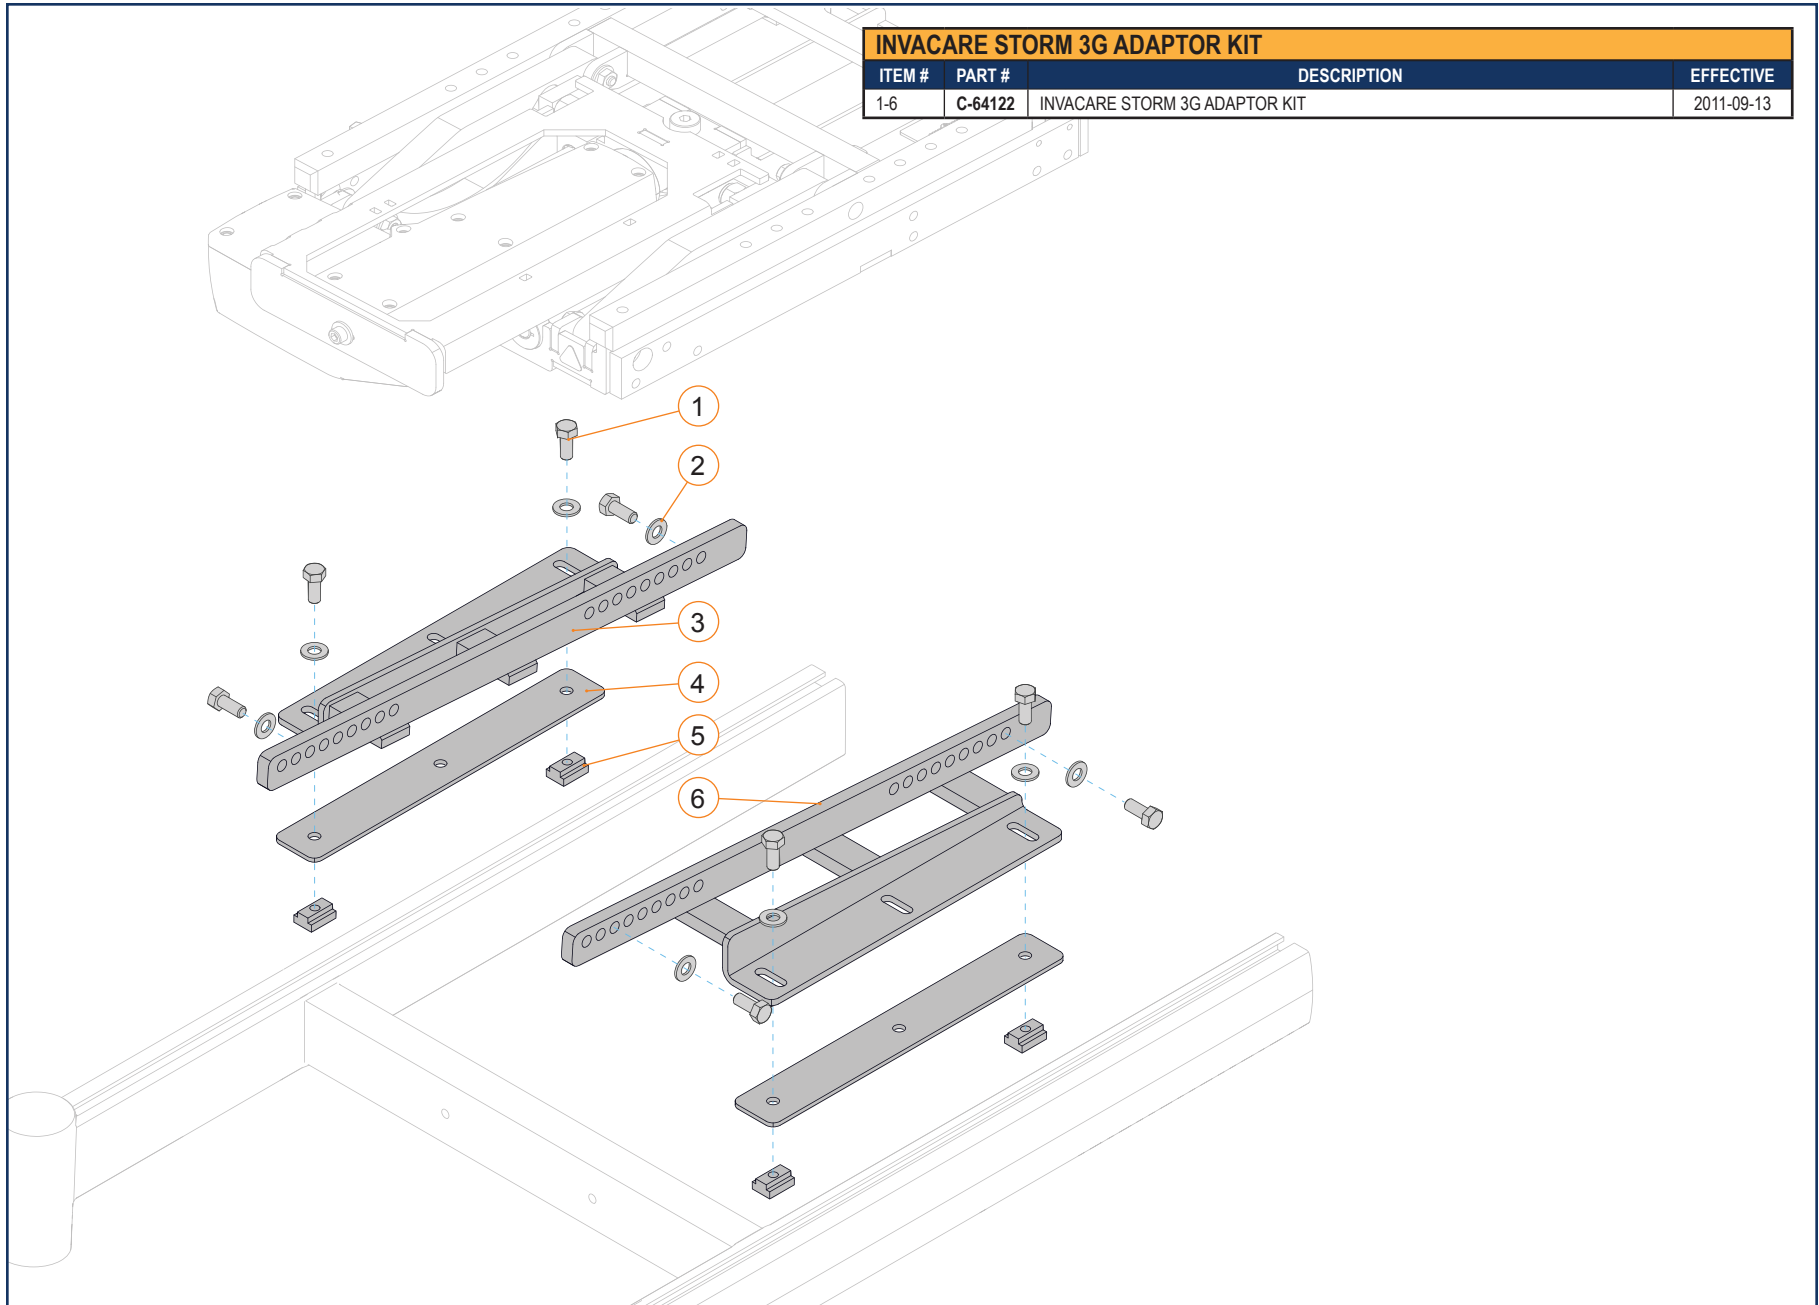 INVACARE STORM 3G ADAPTOR KIT
ITEM # PART # DESCRIPTION EFFECTIVE
1-6 C-64122 INVACARE STORM 3G ADAPTOR KIT 2011-09-13
1
2
3
4
5
6